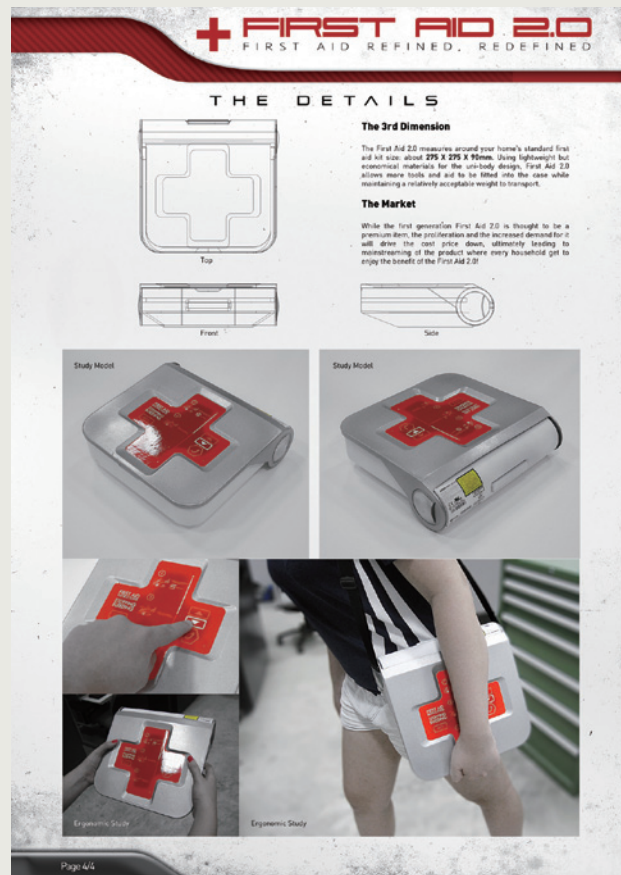 FIRST AID 2.0
FIRST AID REFINED, REDEFINED
THE DETAILS
The 3rd Dimension
The First Aid 2.0 measures around your home's standard first
aid kit size: about 275 X 275 X 90mm. Using lightweight but
economical materials for the uni-body design, First Aid 2.0
allows more tools and aid to be fitted into the case while
maintaining a relatively acceptable weight to transport.
The Market
While the first generation First Aid 2.0 is thought to be a
premium item, the proliferation and the increased demand for it
will drive the cost price down, ultimately leading to
mainstreaming of the product where every household get to
enjoy the benefit of the First Aid 2.0!
Top
Front
Side
Study Model
Study Model
Ergonomic Study
Ergonomic Study
Page 4/4